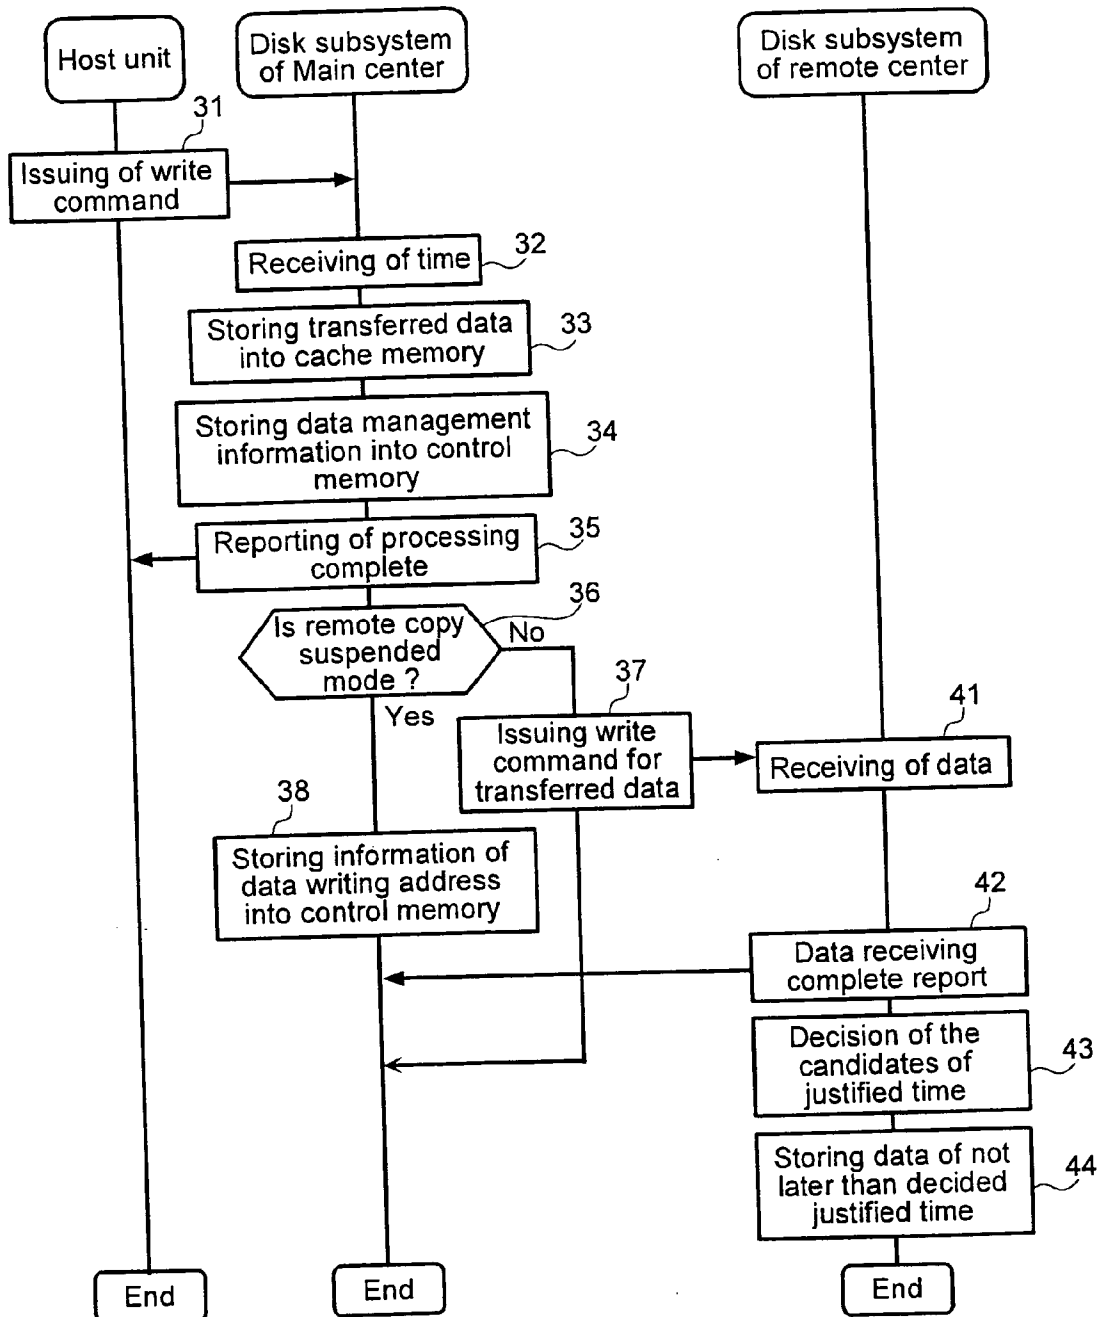 Host unit
Disk subsystem
of Main center
Disk subsystem
of remote center
31
Issuing of write
command
32
Receiving of time
33
Storing transferred data
into cache memory
34
Storing data management
information into control
memory
35
Reporting of processing
complete
36
Is remote copy
suspended
mode ?
No
Yes
37
Issuing write
command for
transferred data
41
Receiving of data
38
Storing information of
data writing address
into control memory
42
Data receiving
complete report
43
Decision of the
candidates of
justified time
44
Storing data of not
later than decided
justified time
End
End
End